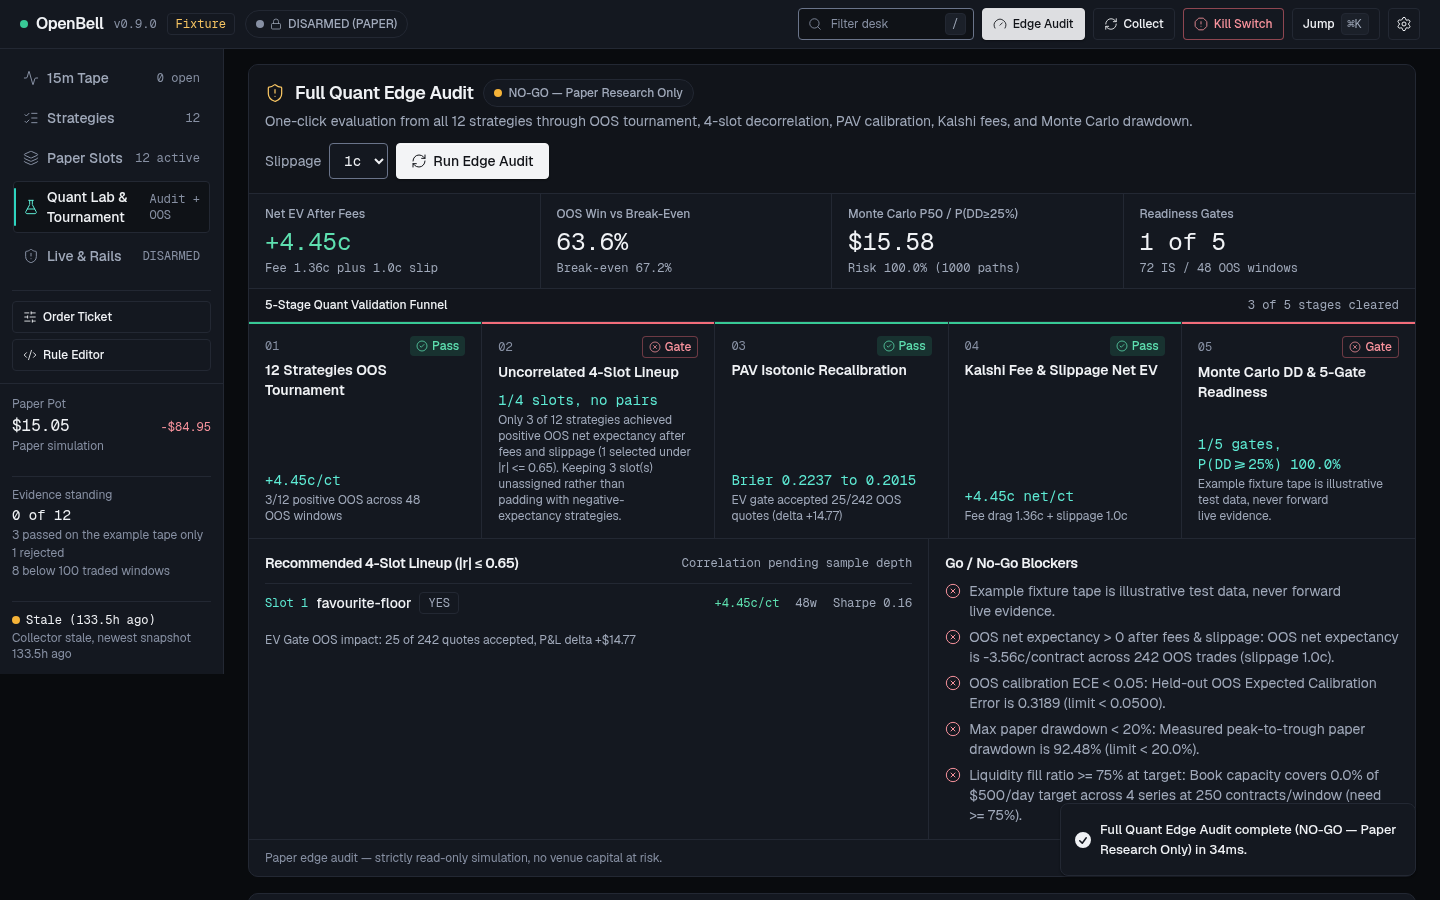 OpenBell v0.9.0 Fixture DISARMED (PAPER) Filter desk / Edge Audit Collect Kill Switch Jump ⌘K
15m Tape 0 open
Strategies 12
Paper Slots 12 active
Quant Lab & Tournament Audit + OOS
Live & Rails DISARMED
Order Ticket
Rule Editor
Paper Pot
$15.05 -$84.95
Paper simulation
Evidence standing
0 of 12
3 passed on the example tape only
1 rejected
8 below 100 traded windows
Stale (133.5h ago)
Collector stale, newest snapshot
133.5h ago
Full Quant Edge Audit NO-GO — Paper Research Only
One-click evaluation from all 12 strategies through OOS tournament, 4-slot decorrelation, PAV calibration, Kalshi fees, and Monte Carlo drawdown.
Slippage 1c Run Edge Audit
Net EV After Fees
+4.45c
Fee 1.36c plus 1.0c slip
OOS Win vs Break-Even
63.6%
Break-even 67.2%
Monte Carlo P50 / P(DD≥25%)
$15.58
Risk 100.0% (1000 paths)
Readiness Gates
1 of 5
72 IS / 48 OOS windows
5-Stage Quant Validation Funnel 3 of 5 stages cleared
01 Pass
12 Strategies OOS
Tournament
+4.45c/ct
3/12 positive OOS across 48
OOS windows
02 Gate
Uncorrelated 4-Slot Lineup
1/4 slots, no pairs
Only 3 of 12 strategies achieved
positive OOS net expectancy after
fees and slippage (1 selected under
|r| <= 0.65). Keeping 3 slot(s)
unassigned rather than
padding with negative-
expectancy strategies.
03 Pass
PAV Isotonic Recalibration
Brier 0.2237 to 0.2015
EV gate accepted 25/242 OOS
quotes (delta +14.77)
04 Pass
Kalshi Fee & Slippage Net EV
+4.45c net/ct
Fee drag 1.36c + slippage 1.0c
05 Gate
Monte Carlo DD & 5-Gate
Readiness
1/5 gates,
P(DD≥25%) 100.0%
Example fixture tape is illustrative
test data, never forward
live evidence.
Recommended 4-Slot Lineup (|r| ≤ 0.65) Correlation pending sample depth
Slot 1 favourite-floor YES +4.45c/ct 48w Sharpe 0.16
EV Gate OOS impact: 25 of 242 quotes accepted, P&L delta +$14.77
Go / No-Go Blockers
Example fixture tape is illustrative test data, never forward
live evidence.
OOS net expectancy > 0 after fees & slippage: OOS net expectancy
is -3.56c/contract across 242 OOS trades (slippage 1.0c).
OOS calibration ECE < 0.05: Held-out OOS Expected Calibration
Error is 0.3189 (limit < 0.0500).
Max paper drawdown < 20%: Measured peak-to-trough paper
drawdown is 92.48% (limit < 20.0%).
Liquidity fill ratio >= 75% at target: Book capacity covers 0.0% of
$500/day target across 4 series at 250 contracts/window (need
>= 75%).
Paper edge audit — strictly read-only simulation, no venue capital at risk.
Full Quant Edge Audit complete (NO-GO — Paper
Research Only) in 34ms.